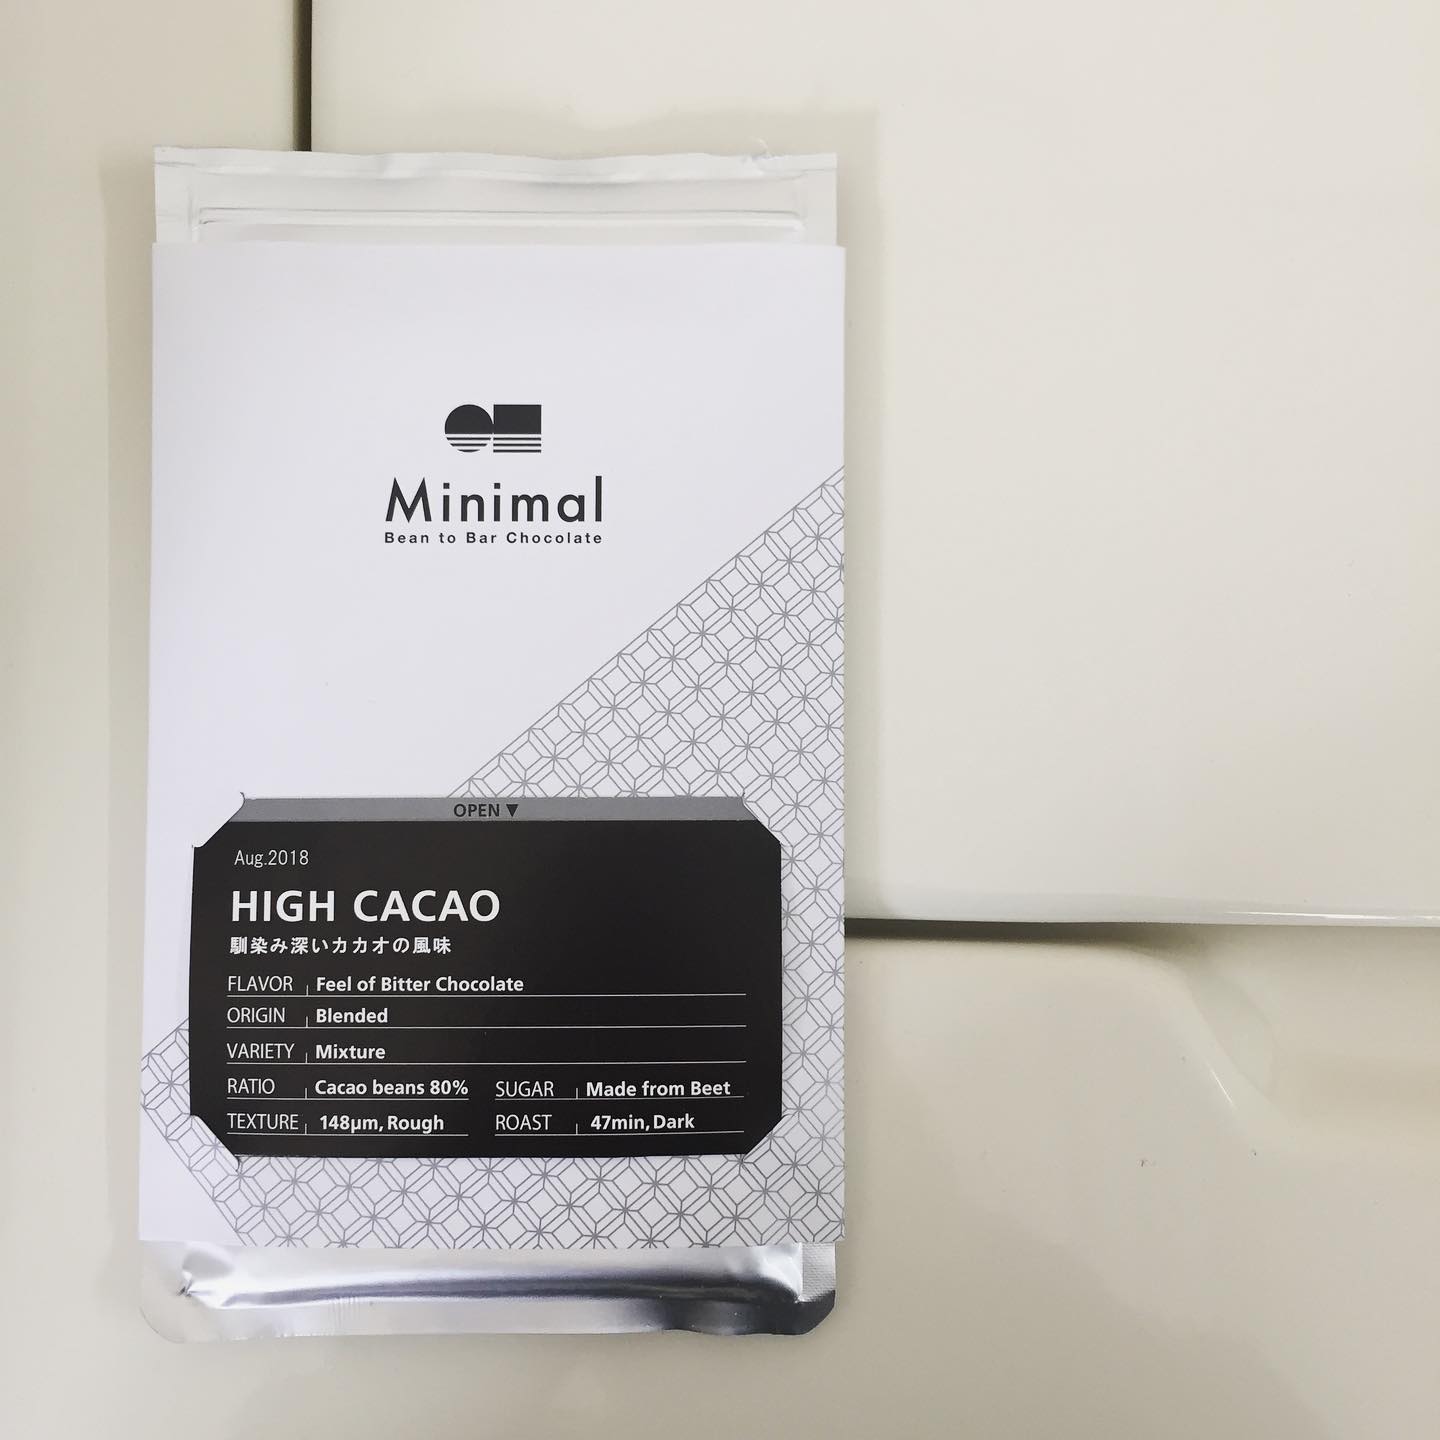 Minimal
Bean to Bar Chocolate
OPEN ▼
Aug.2018
HIGH CACAO
馴染み深いカカオの風味
FLAVOR Feel of Bitter Chocolate
ORIGIN Blended
VARIETY Mixture
RATIO Cacao beans 80% SUGAR Made from Beet
TEXTURE 148μm, Rough ROAST 47min, Dark